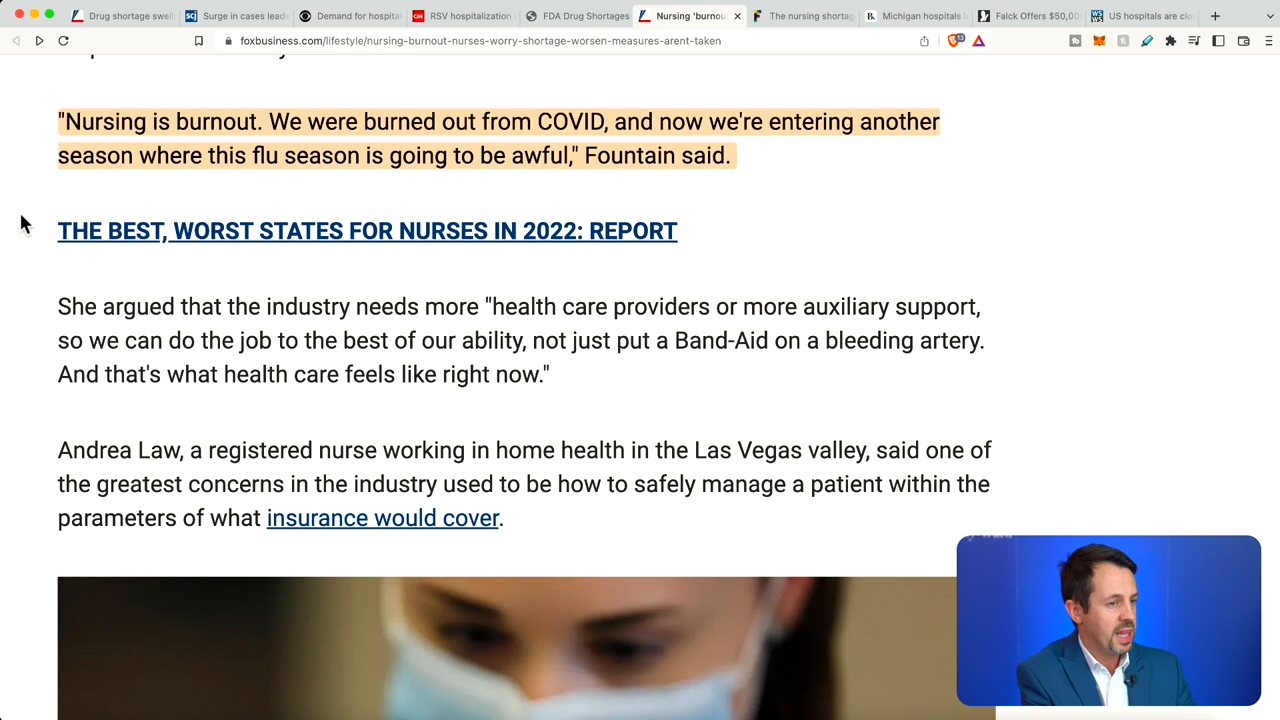 Drug shortage swell
Surge in cases leads
Demand for hospital
RSV hospitalization
FDA Drug Shortages
Nursing 'burnou
The nursing shortag
Michigan hospitals
Falck Offers $50,00
US hospitals are clo
foxbusiness.com/lifestyle/nursing-burnout-nurses-worry-shortage-worsen-measures-arent-taken
"Nursing is burnout. We were burned out from COVID, and now we're entering another
season where this flu season is going to be awful," Fountain said.
THE BEST, WORST STATES FOR NURSES IN 2022: REPORT
She argued that the industry needs more "health care providers or more auxiliary support,
so we can do the job to the best of our ability, not just put a Band-Aid on a bleeding artery.
And that's what health care feels like right now."
Andrea Law, a registered nurse working in home health in the Las Vegas valley, said one of
the greatest concerns in the industry used to be how to safely manage a patient within the
parameters of what insurance would cover.